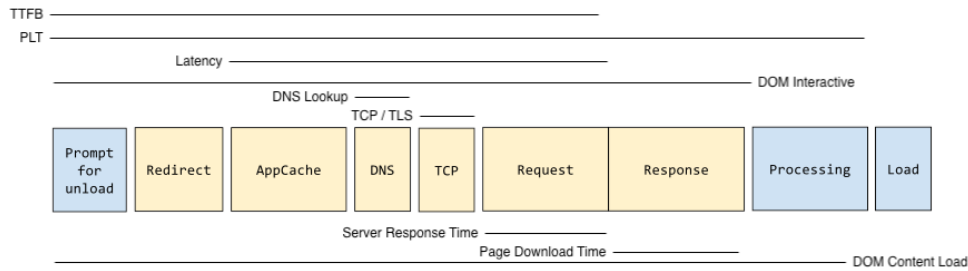 TTFB
PLT
Latency
DOM Interactive
DNS Lookup
TCP / TLS
Prompt
for
unload
Redirect
AppCache
DNS
TCP
Request
Response
Processing
Load
Server Response Time
Page Download Time
DOM Content Load